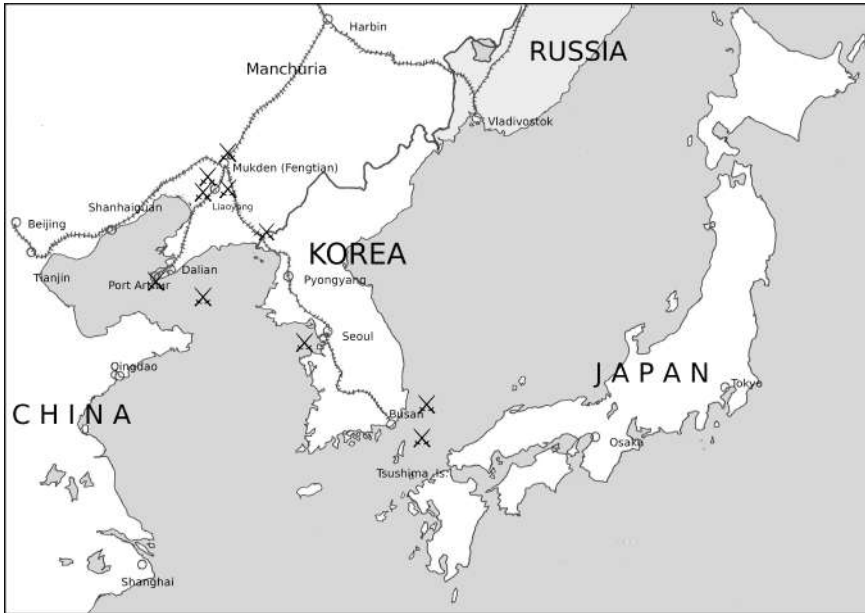 Harbin
RUSSIA
Manchuria
Vladivostok
Mukden (Fengtian)
Shanhaiguan
Liaoyang
Beijing
KOREA
Tianjin
Dalian
Port Arthur
Pyongyang
Seoul
Qingdao
JAPAN
Tokyo
CHINA
Busan
Osaka
Tsushima Is.
Shanghai